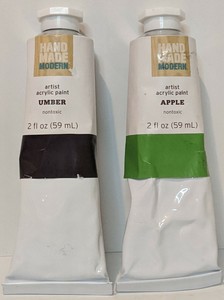 HAND
MADE
MODERN
artist
acrylic paint
UMBER
nontoxic
2 fl oz (59 mL)
HAND
MADE
MODERN
artist
acrylic paint
APPLE
nontoxic
2 fl oz (59 mL)